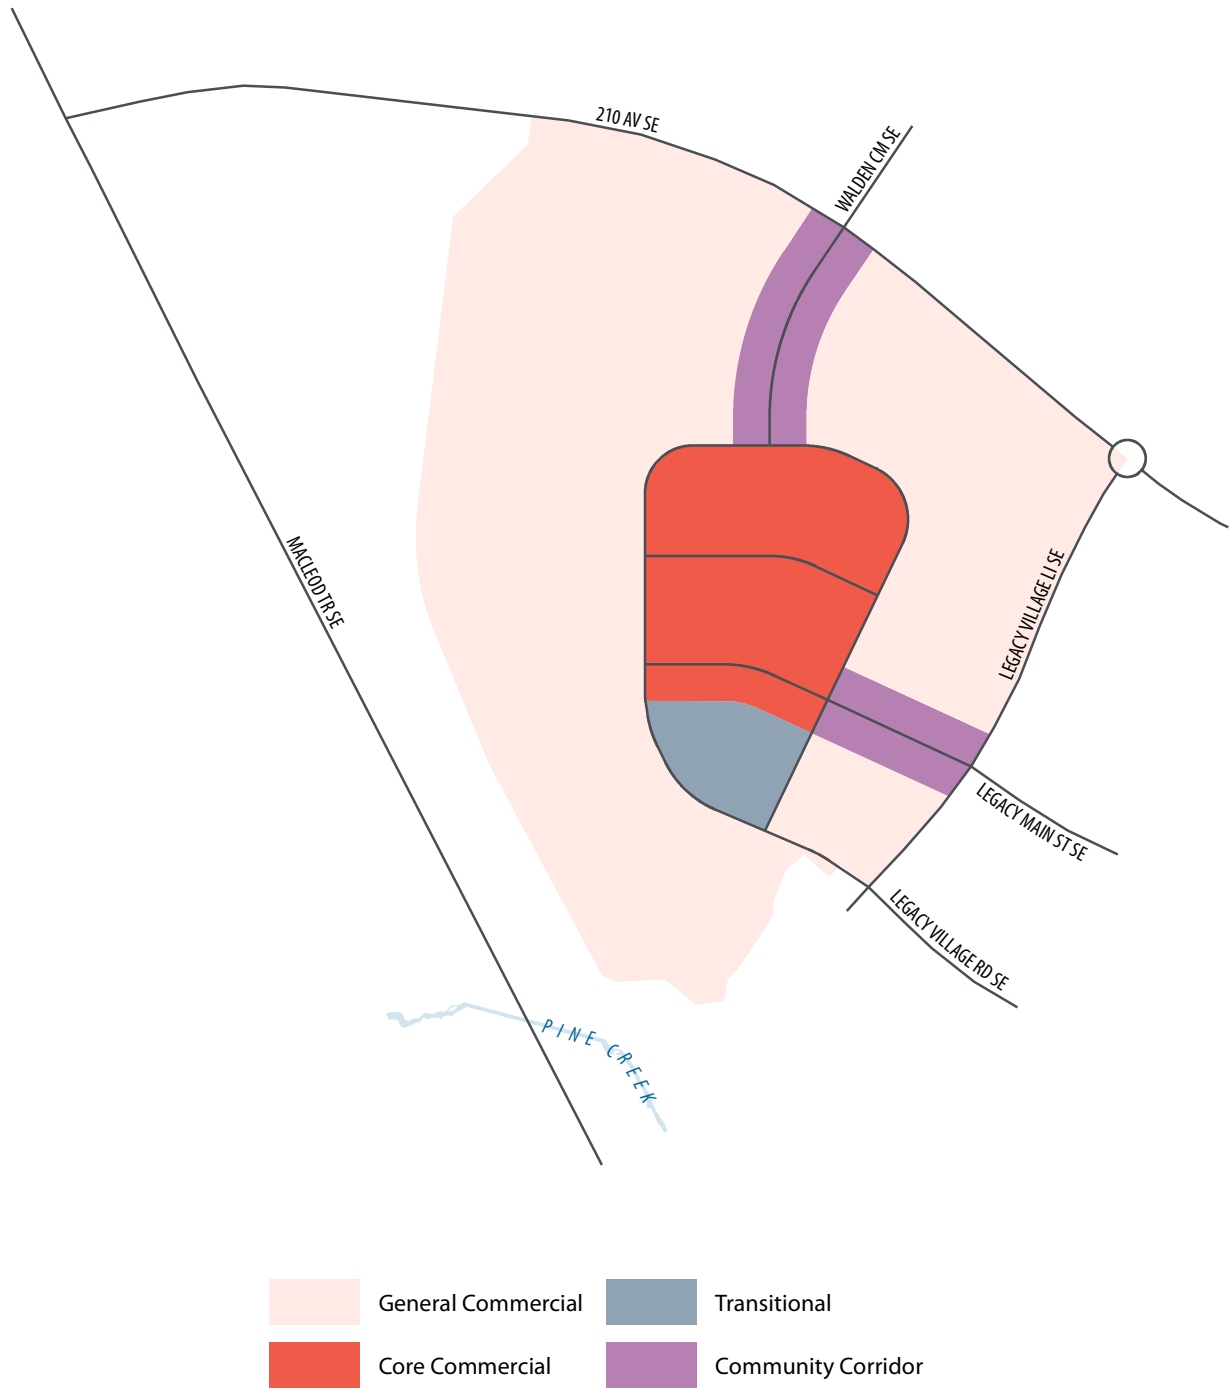 210 AV SE
WALDEN CM SE
MACLEOD TR SE
LEGACY VILLAGE LI SE
LEGACY MAIN ST SE
LEGACY VILLAGE RD SE
PINE CREEK
General Commercial
Transitional
Core Commercial
Community Corridor